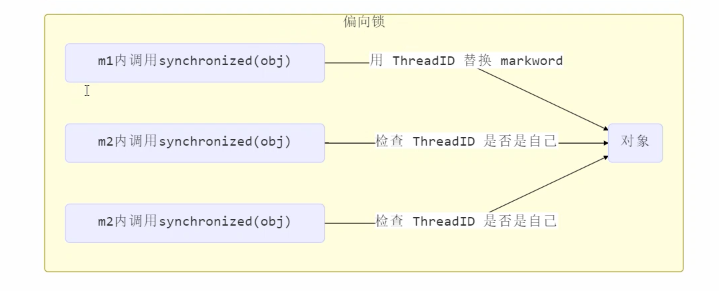 偏向锁
m1内调用synchronized(obj)
用 ThreadID 替换 markword
m2内调用synchronized(obj)
检查 ThreadID 是否是自己
对象
m2内调用synchronized(obj)
检查 ThreadID 是否是自己